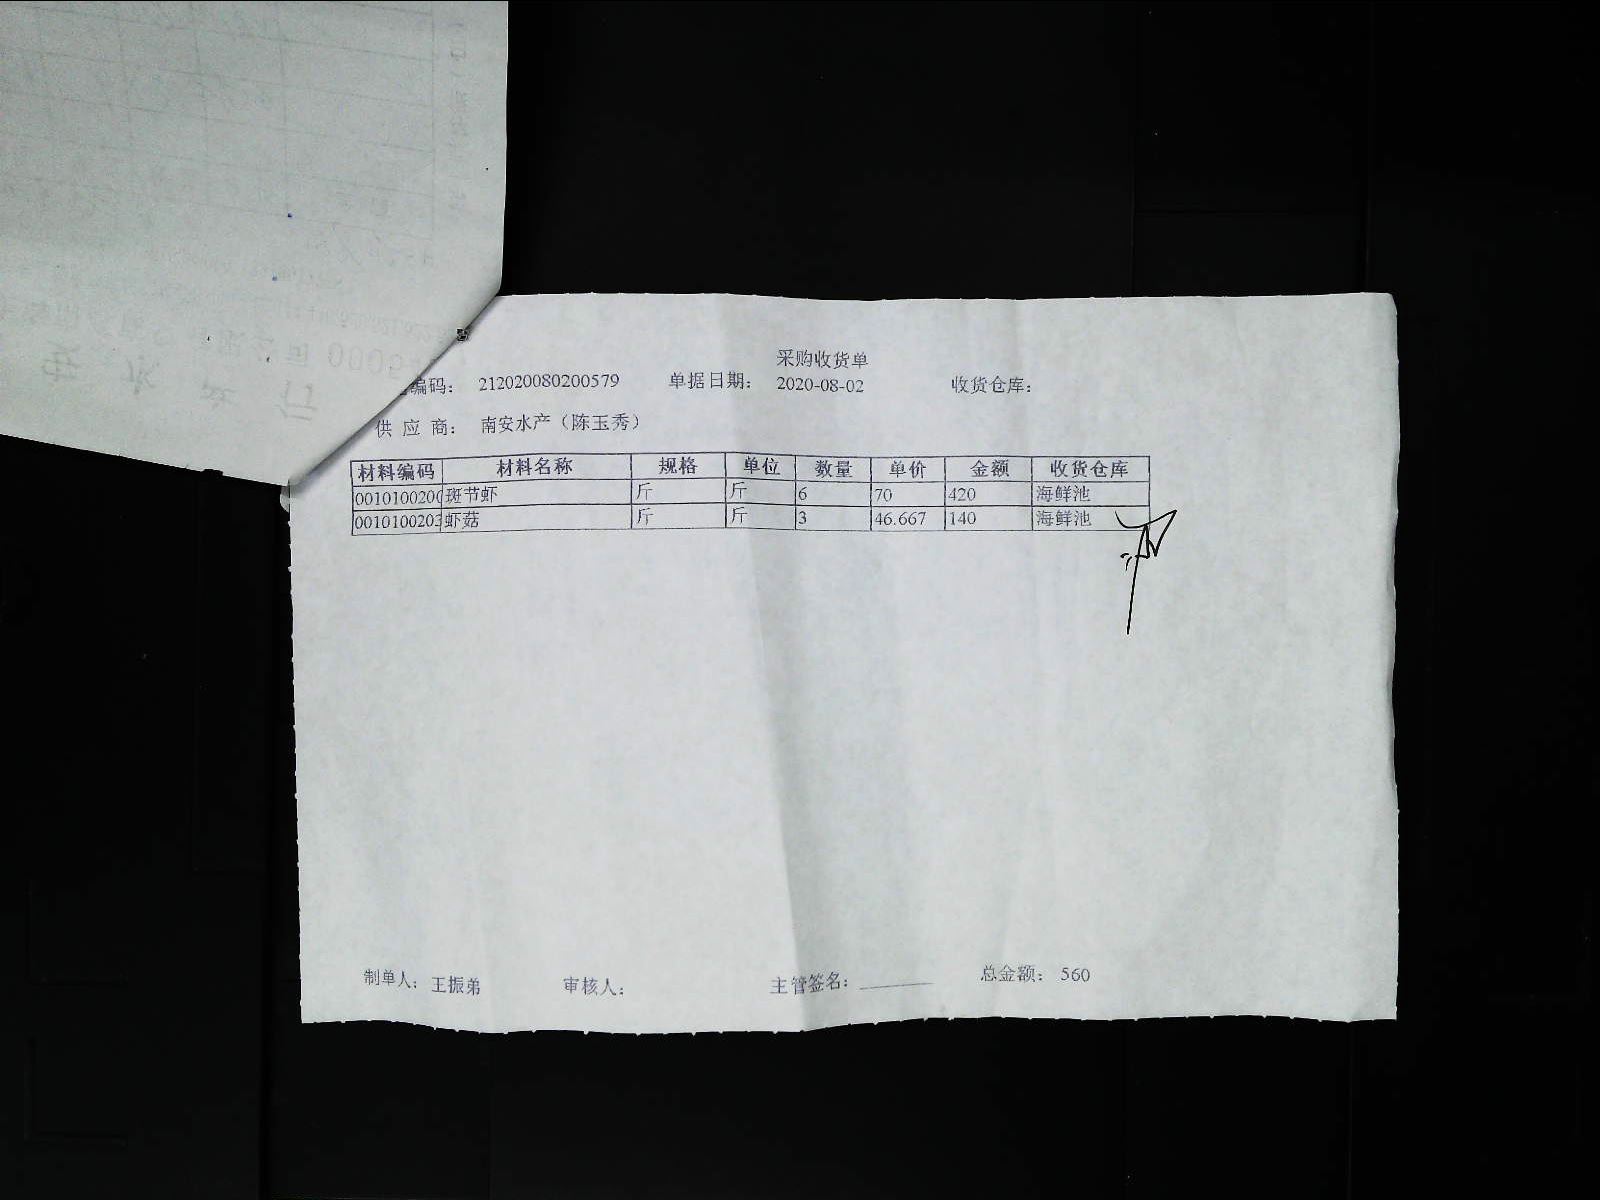 采购收货单
编码： 212020080200579 单据日期： 2020-08-02 收货仓库：
供应商： 南安水产（陈玉秀）
材料编码 材料名称 规格 单位 数量 单价 金额 收货仓库
001010020 斑节虾 斤 斤 6 70 420 海鲜池
0010100203 虾菇 斤 斤 3 46.667 140 海鲜池
制单人： 王振弟 审核人： 主管签名： 总金额： 560